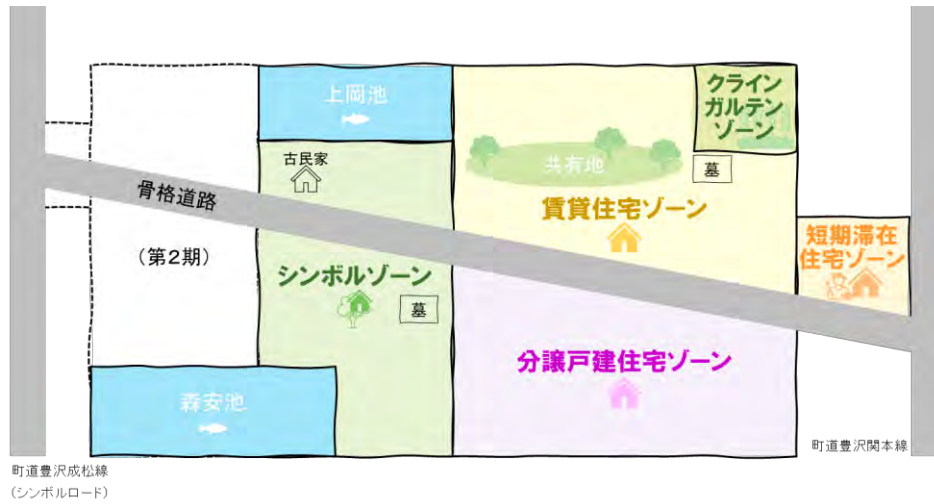 上岡池
クライン
ガルテン
ゾーン
古民家
共有地
墓
骨格道路
賃貸住宅ゾーン
短期滞在
住宅ゾーン
(第2期)
シンボルゾーン
墓
分譲戸建住宅ゾーン
森安池
町道豊沢関本線
町道豊沢成松線
(シンボルロード)